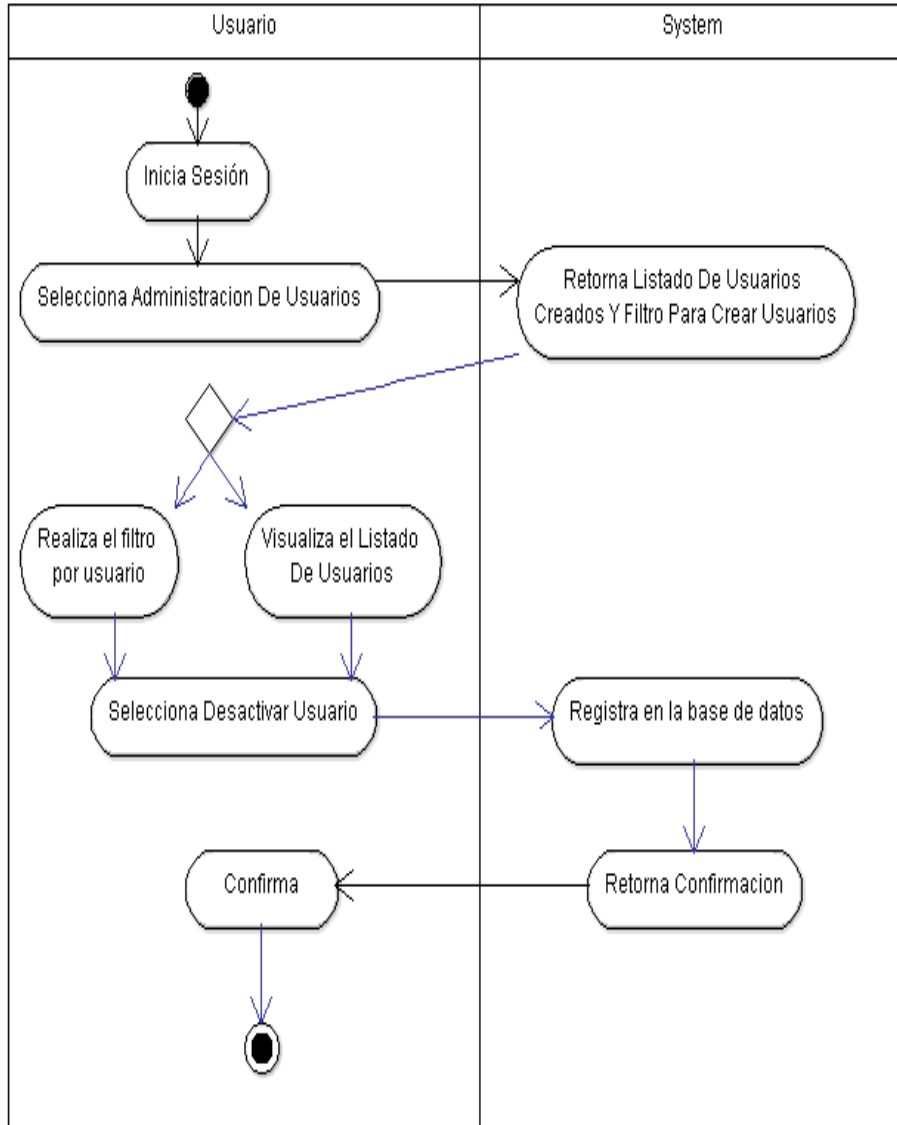 Usuario
System
Inicia Sesión
Selecciona Administracion De Usuarios
Retorna Listado De Usuarios
Creados Y Filtro Para Crear Usuarios
Realiza el filtro
por usuario
Visualiza el Listado
De Usuarios
Selecciona Desactivar Usuario
Registra en la base de datos
Confirma
Retorna Confirmacion